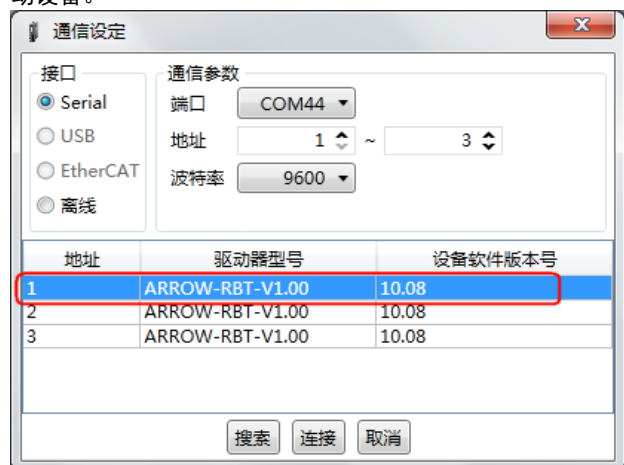 动设备。
通信设定
接口 通信参数
Serial 端口 COM44
USB 地址 1 ~ 3
EtherCAT 波特率 9600
离线
地址 驱动器型号 设备软件版本号
1 ARROW-RBT-V1.00 10.08
2 ARROW-RBT-V1.00 10.08
3 ARROW-RBT-V1.00 10.08
搜索 连接 取消